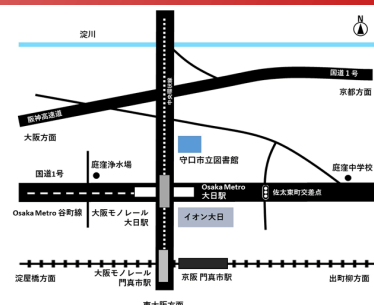 N
淀川
国道1号
京都方面
阪神高速道
大阪方面
守口市立図書館
庭窪中学校
国道1号
庭窪浄水場
Osaka Metro
大日駅
佐太東町交差点
Osaka Metro 谷町線
大阪モノレール
大日駅
イオン大日
淀屋橋方面
大阪モノレール
門真市駅
京阪 門真市駅
出町柳方面
東大阪方面